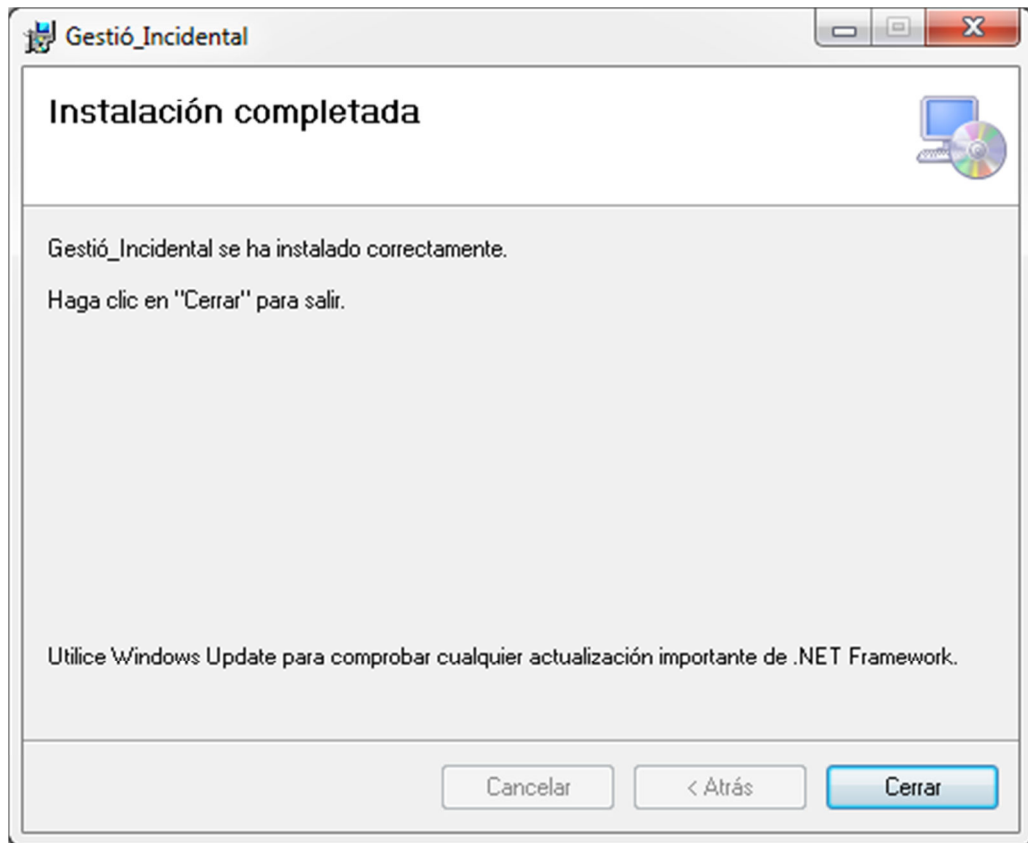 Gestió_Incidental
Instalación completada
Gestió_Incidental se ha instalado correctamente.
Haga clic en "Cerrar" para salir.
Utilice Windows Update para comprobar cualquier actualización importante de .NET Framework.
Cancelar
< Atrás
Cerrar